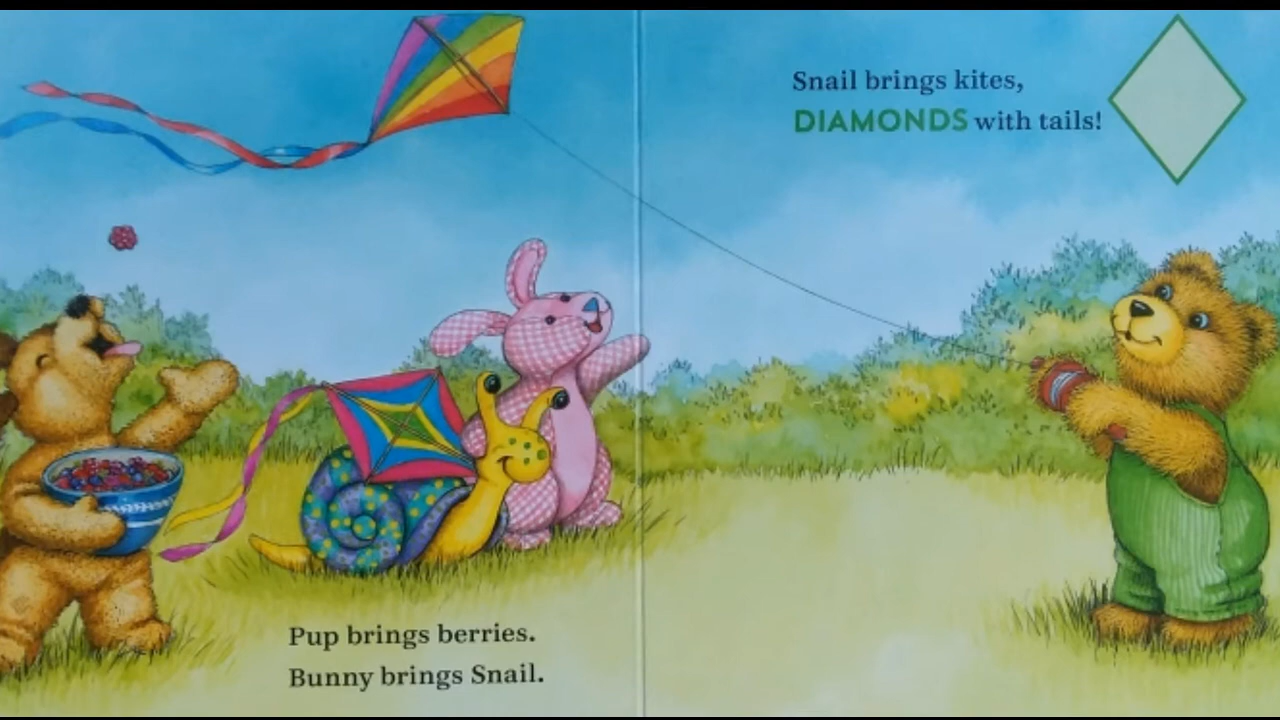 Pup brings berries.
Bunny brings Snail.
Snail brings kites,
DIAMONDS with tails!